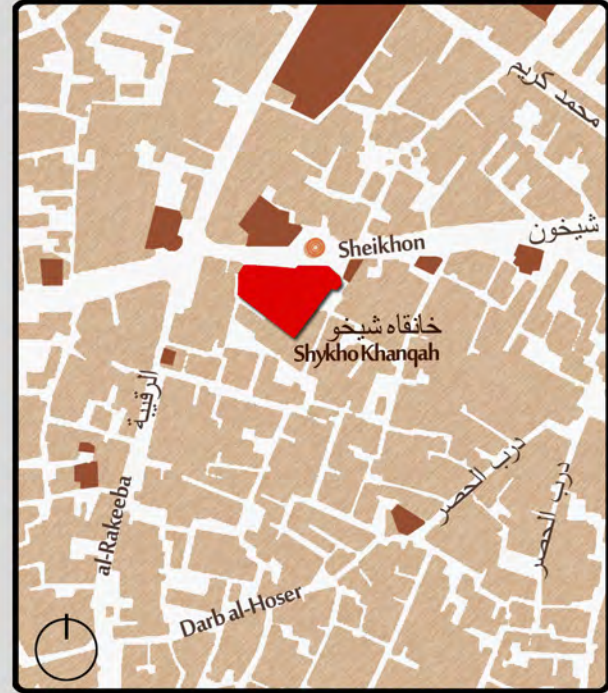 محمد كريم
شيخون
Sheikhon
خانقاه شيخو
Shykho Khanqah
الرقيبة
درب الحصر
درب الحصر
al-Rakeeba
Darb al-Hoser